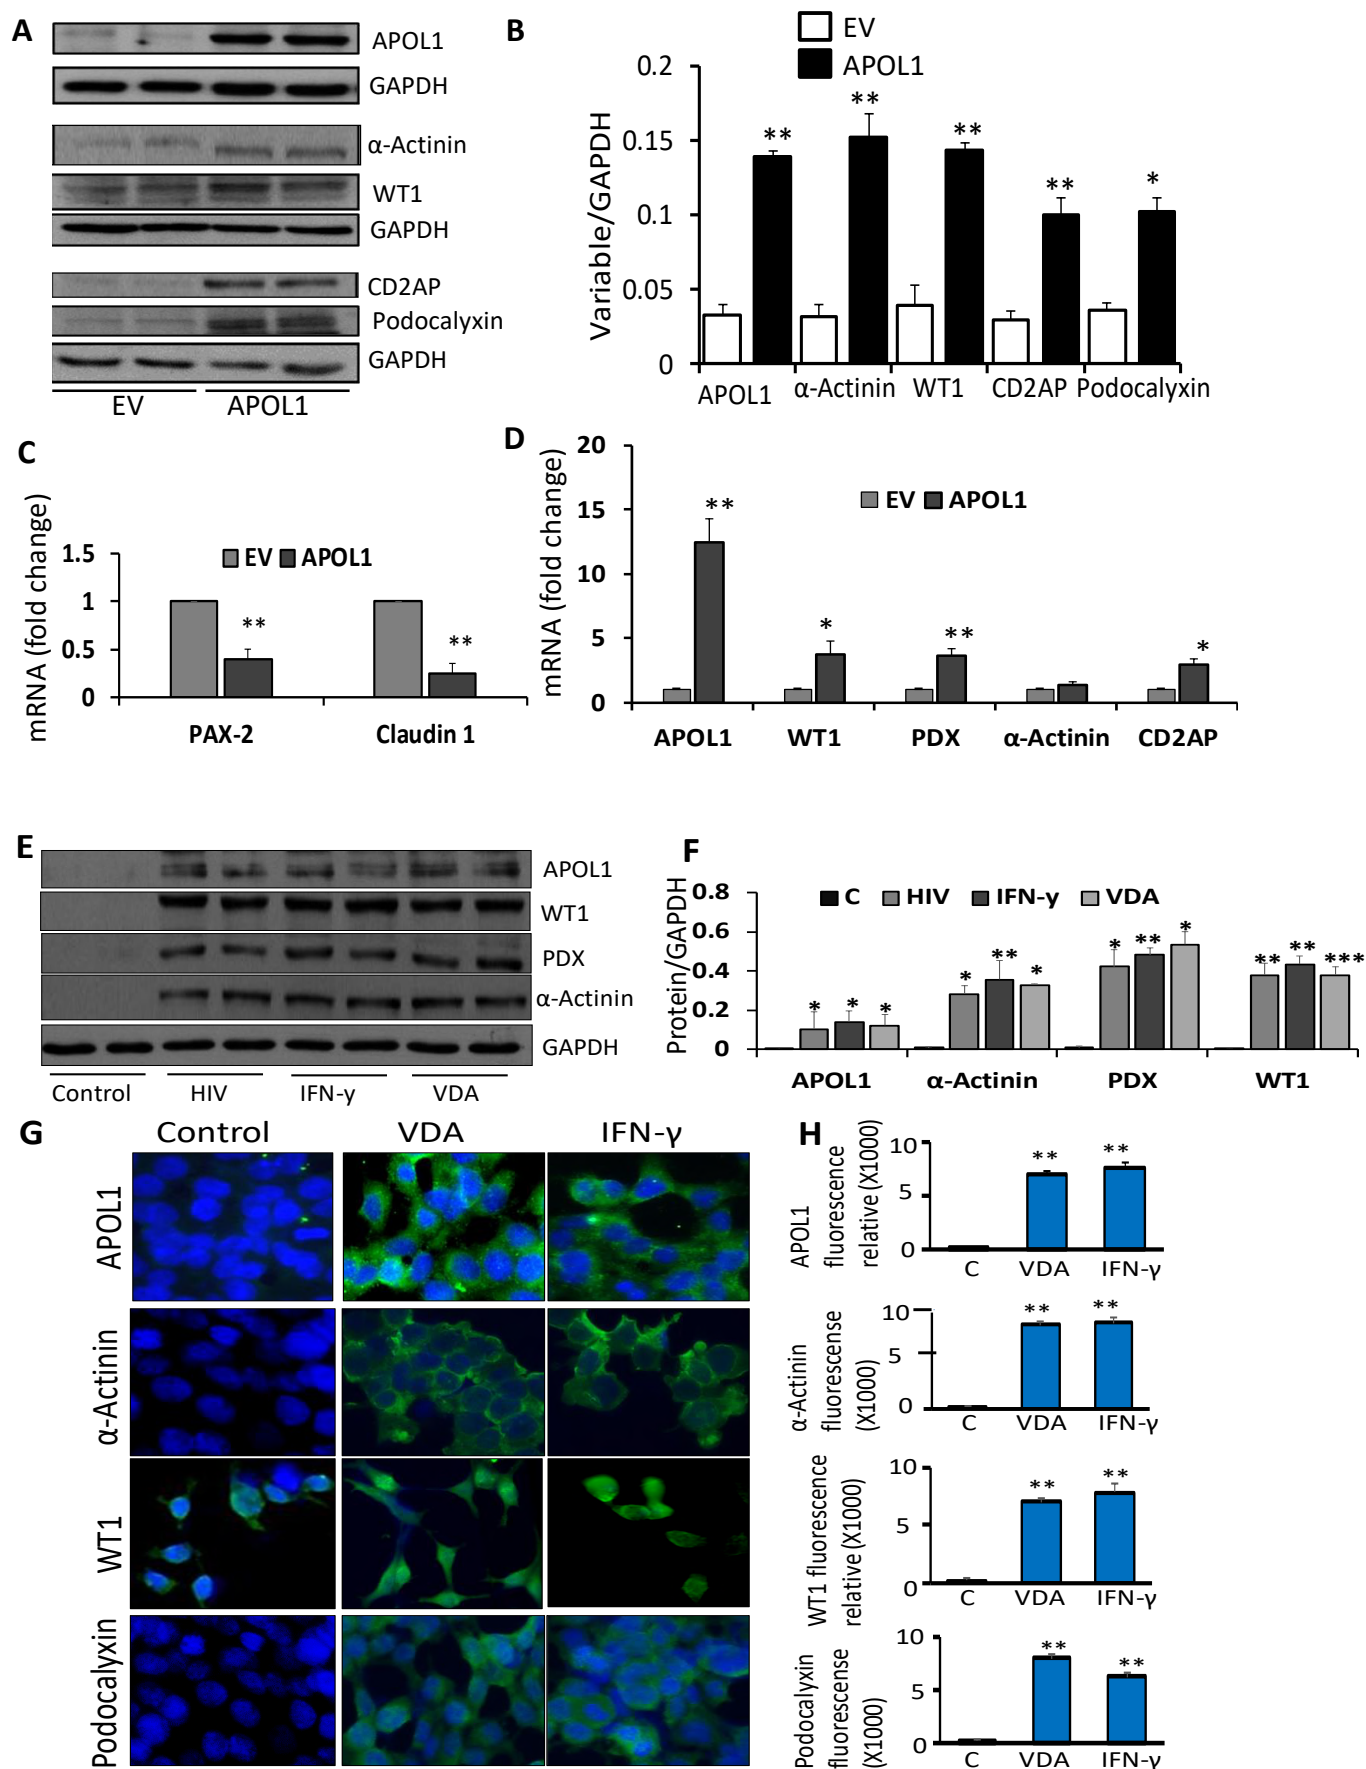 A
APOL1
GAPDH
α-Actinin
WT1
GAPDH
CD2AP
Podocalyxin
GAPDH
EV APOL1
B
EV
APOL1
Variable/GAPDH
0.2
0.15
0.1
0.05
0
** ** ** ** *
APOL1 α-Actinin WT1 CD2AP Podocalyxin
C
mRNA (fold change)
EV APOL1
1.5
1
0.5
0
** **
PAX-2 Claudin 1
D
mRNA (fold change)
EV APOL1
20
15
10
5
0
** * ** *
APOL1 WT1 PDX α-Actinin CD2AP
E
APOL1
WT1
PDX
α-Actinin
GAPDH
Control HIV IFN-y VDA
F
Protein/GAPDH
C HIV IFN-y VDA
0.8
0.6
0.4
0.2
0
* * * * ** * * ** * ** ** ***
APOL1 α-Actinin PDX WT1
G
Control VDA IFN-γ
APOL1
α-Actinin
WT1
Podocalyxin
H
APOL1
fluorescence
relative (X1000)
10
5
0
** **
C VDA IFN-γ
α-Actinin
fluorescense
(X1000)
10
5
0
** **
C VDA IFN-γ
WT1 fluorescence
relative (X1000)
10
5
0
** **
C VDA IFN-γ
Podocalyxin
fluorescense
(X1000)
10
5
0
** **
C VDA IFN-γ